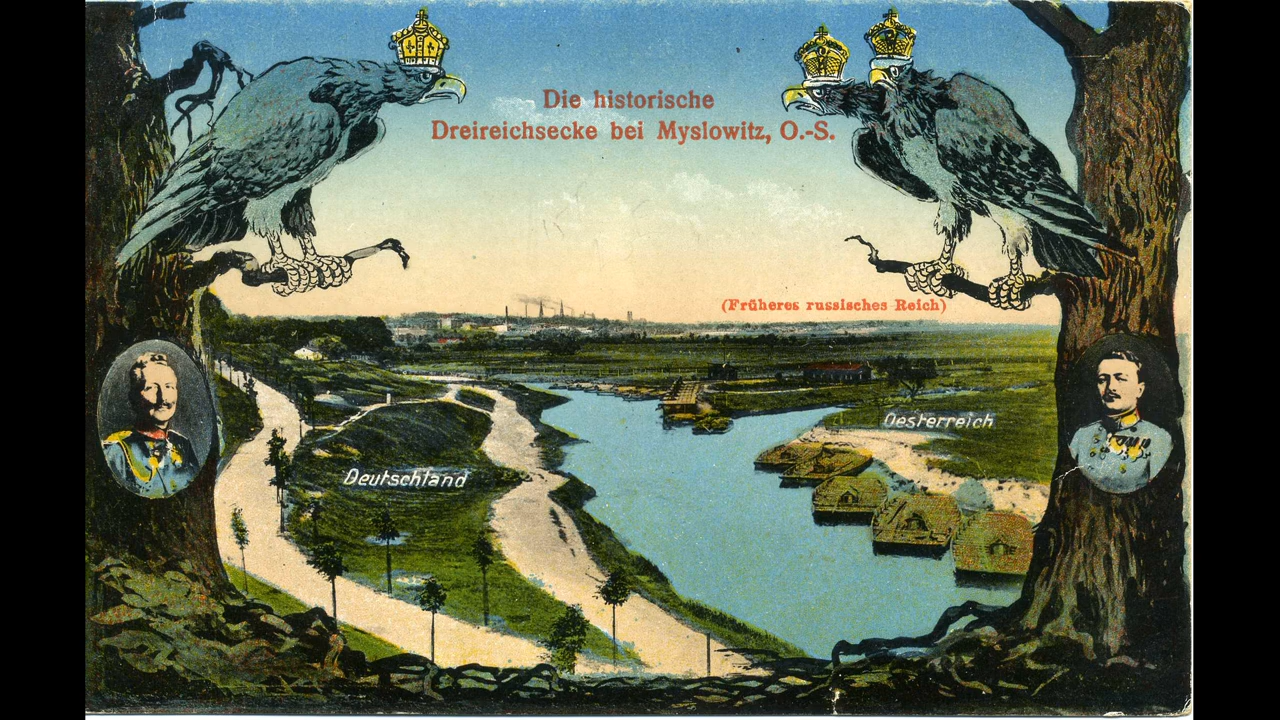 Die historische
Dreireichsecke bei Myslowitz, O.-S.
(Früheres russisches Reich)
Oesterreich
Deutschland